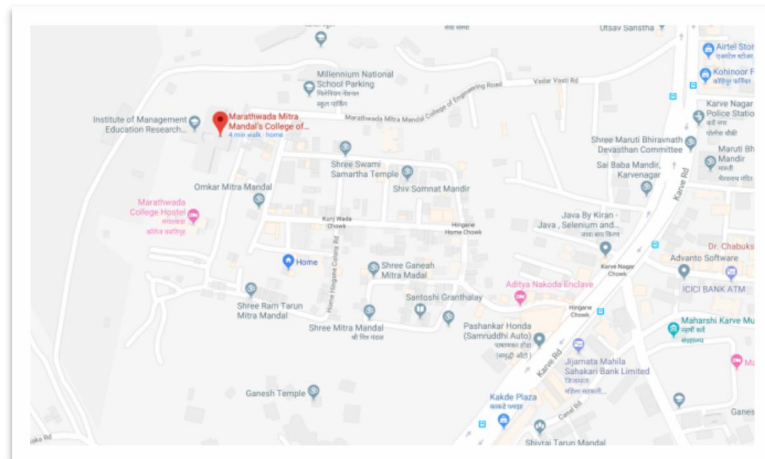 Utsav Sanstha
Airtel Stor
Kohinoor F
Millennium National
School Parking
Vadar Vasti Rd
Marathwada Mitra Mandal College of Engineering Road
Institute of Management
Education Research...
Marathwada Mitra
Mandal's College of...
4 min walk · home
Karve Nagar
Police Station
Shree Maruti Bhiravnath
Devasthan Committee
Maruti Bh
Mandir
Sai Baba Mandir,
Karvenagar
Karve Rd
Shree Swami
Samartha Temple
Shiv Somnat Mandir
Omkar Mitra Mandal
Marathwada
College Hostel
Kunj Wada
Chowk
Hingane
Home Chowk
Java By Kiran -
Java , Selenium and...
Karve Nagar
Chowk
Dr. Chabuks
Advanto Software
ICICI BANK ATM
Home
Home Hingane Colony Rd
Shree Ganesh
Mitra Madal
Aditya Nakoda Enclave
Santoshi Granthalay
Shree Ram Tarun
Mitra Mandal
Shree Mitra Mandal
Hingane
Chowk
Pashankar Honda
(Samruddhi Auto)
Maharshi Karve Mu
Jijamata Mahila
Sahakari Bank Limited
Karve Rd
Ma
Ganesh Temple
Kakde Plaza
काकडे प्लाझा
Canal Rd
Ganes
Shivraj Tarun Mandal